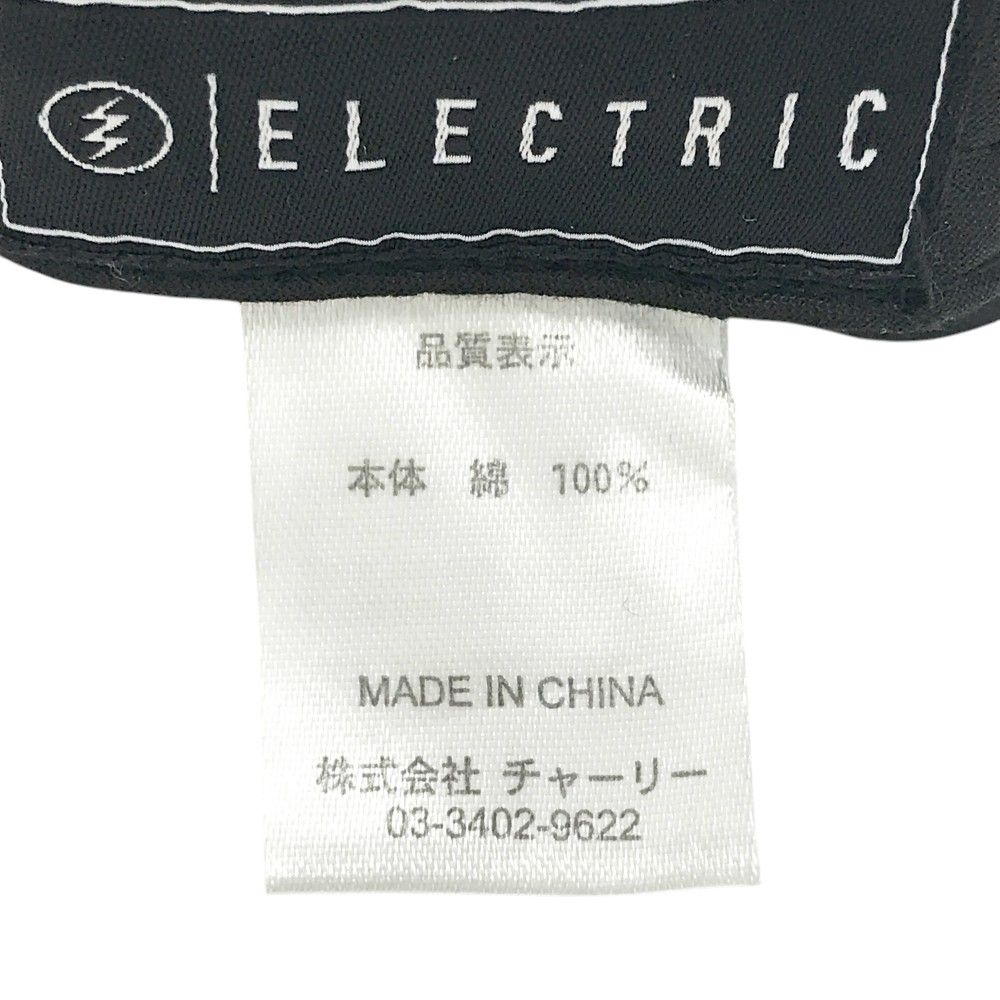 ELECTRIC
品質表示
本体 綿 100%
MADE IN CHINA
株式会社 チャーリー
03-3402-9622